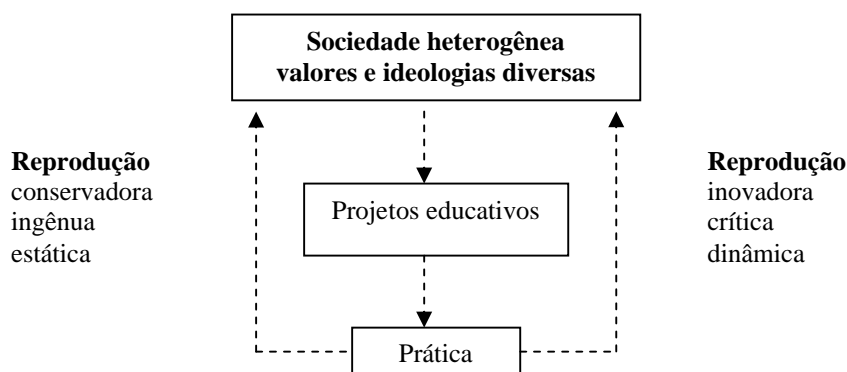 Sociedade heterogênea
valores e ideologias diversas
Reprodução
conservadora
ingênua
estática
Projetos educativos
Reprodução
inovadora
crítica
dinâmica
Prática